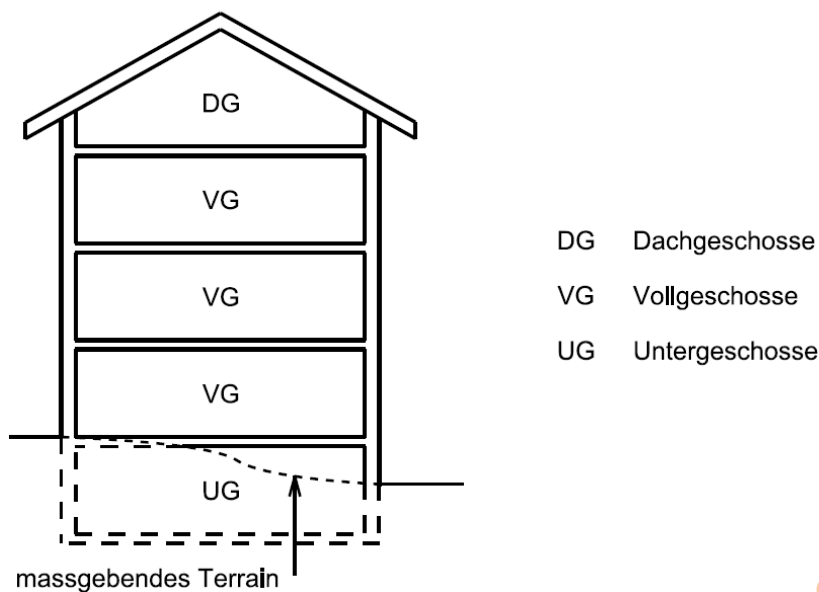 DG
VG
VG
VG
UG
massgebendes Terrain
DG Dachgeschosse
VG Vollgeschosse
UG Untergeschosse